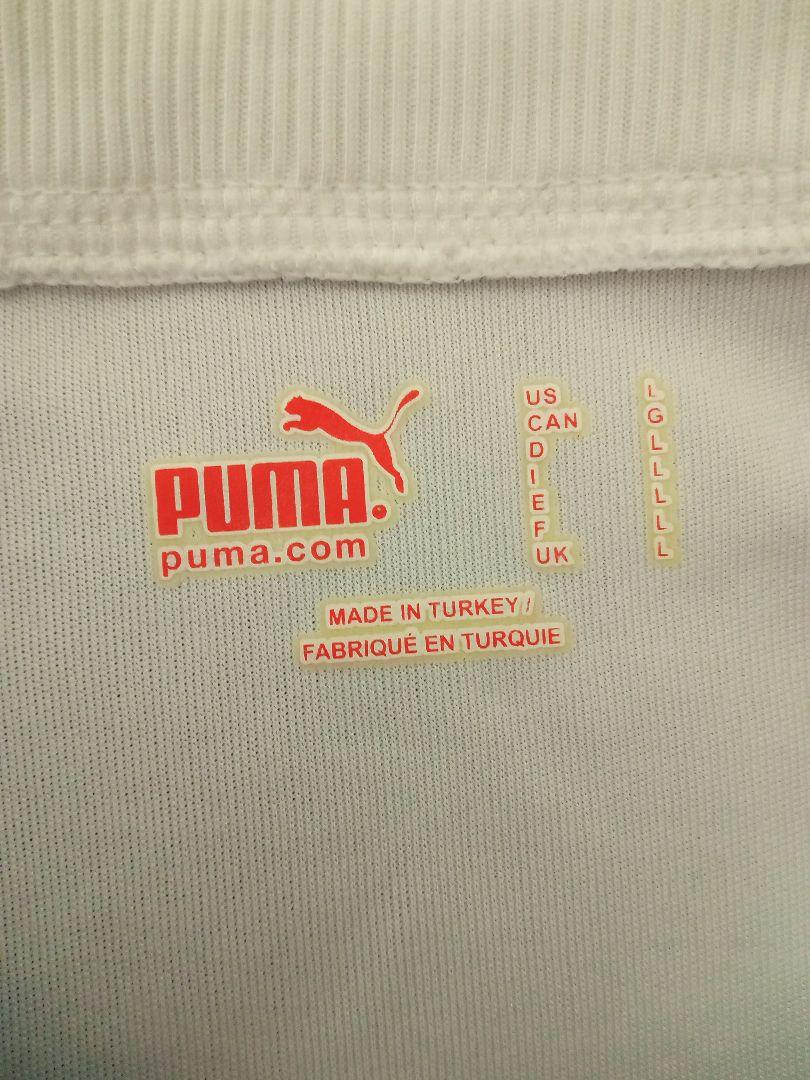 PUMA.
puma.com
US L
CAN G
D L
I L
E L
F L
UK L
MADE IN TURKEY /
FABRIQUÉ EN TURQUIE